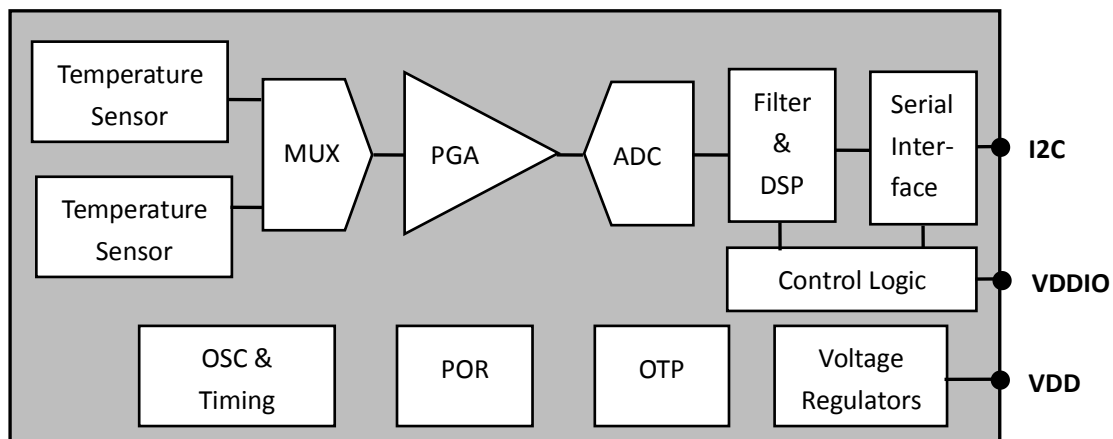 Temperature
Sensor
Temperature
Sensor
MUX
PGA
ADC
Filter
&
DSP
Serial
Inter-
face
I2C
Control Logic
VDDIO
OSC &
Timing
POR
OTP
Voltage
Regulators
VDD